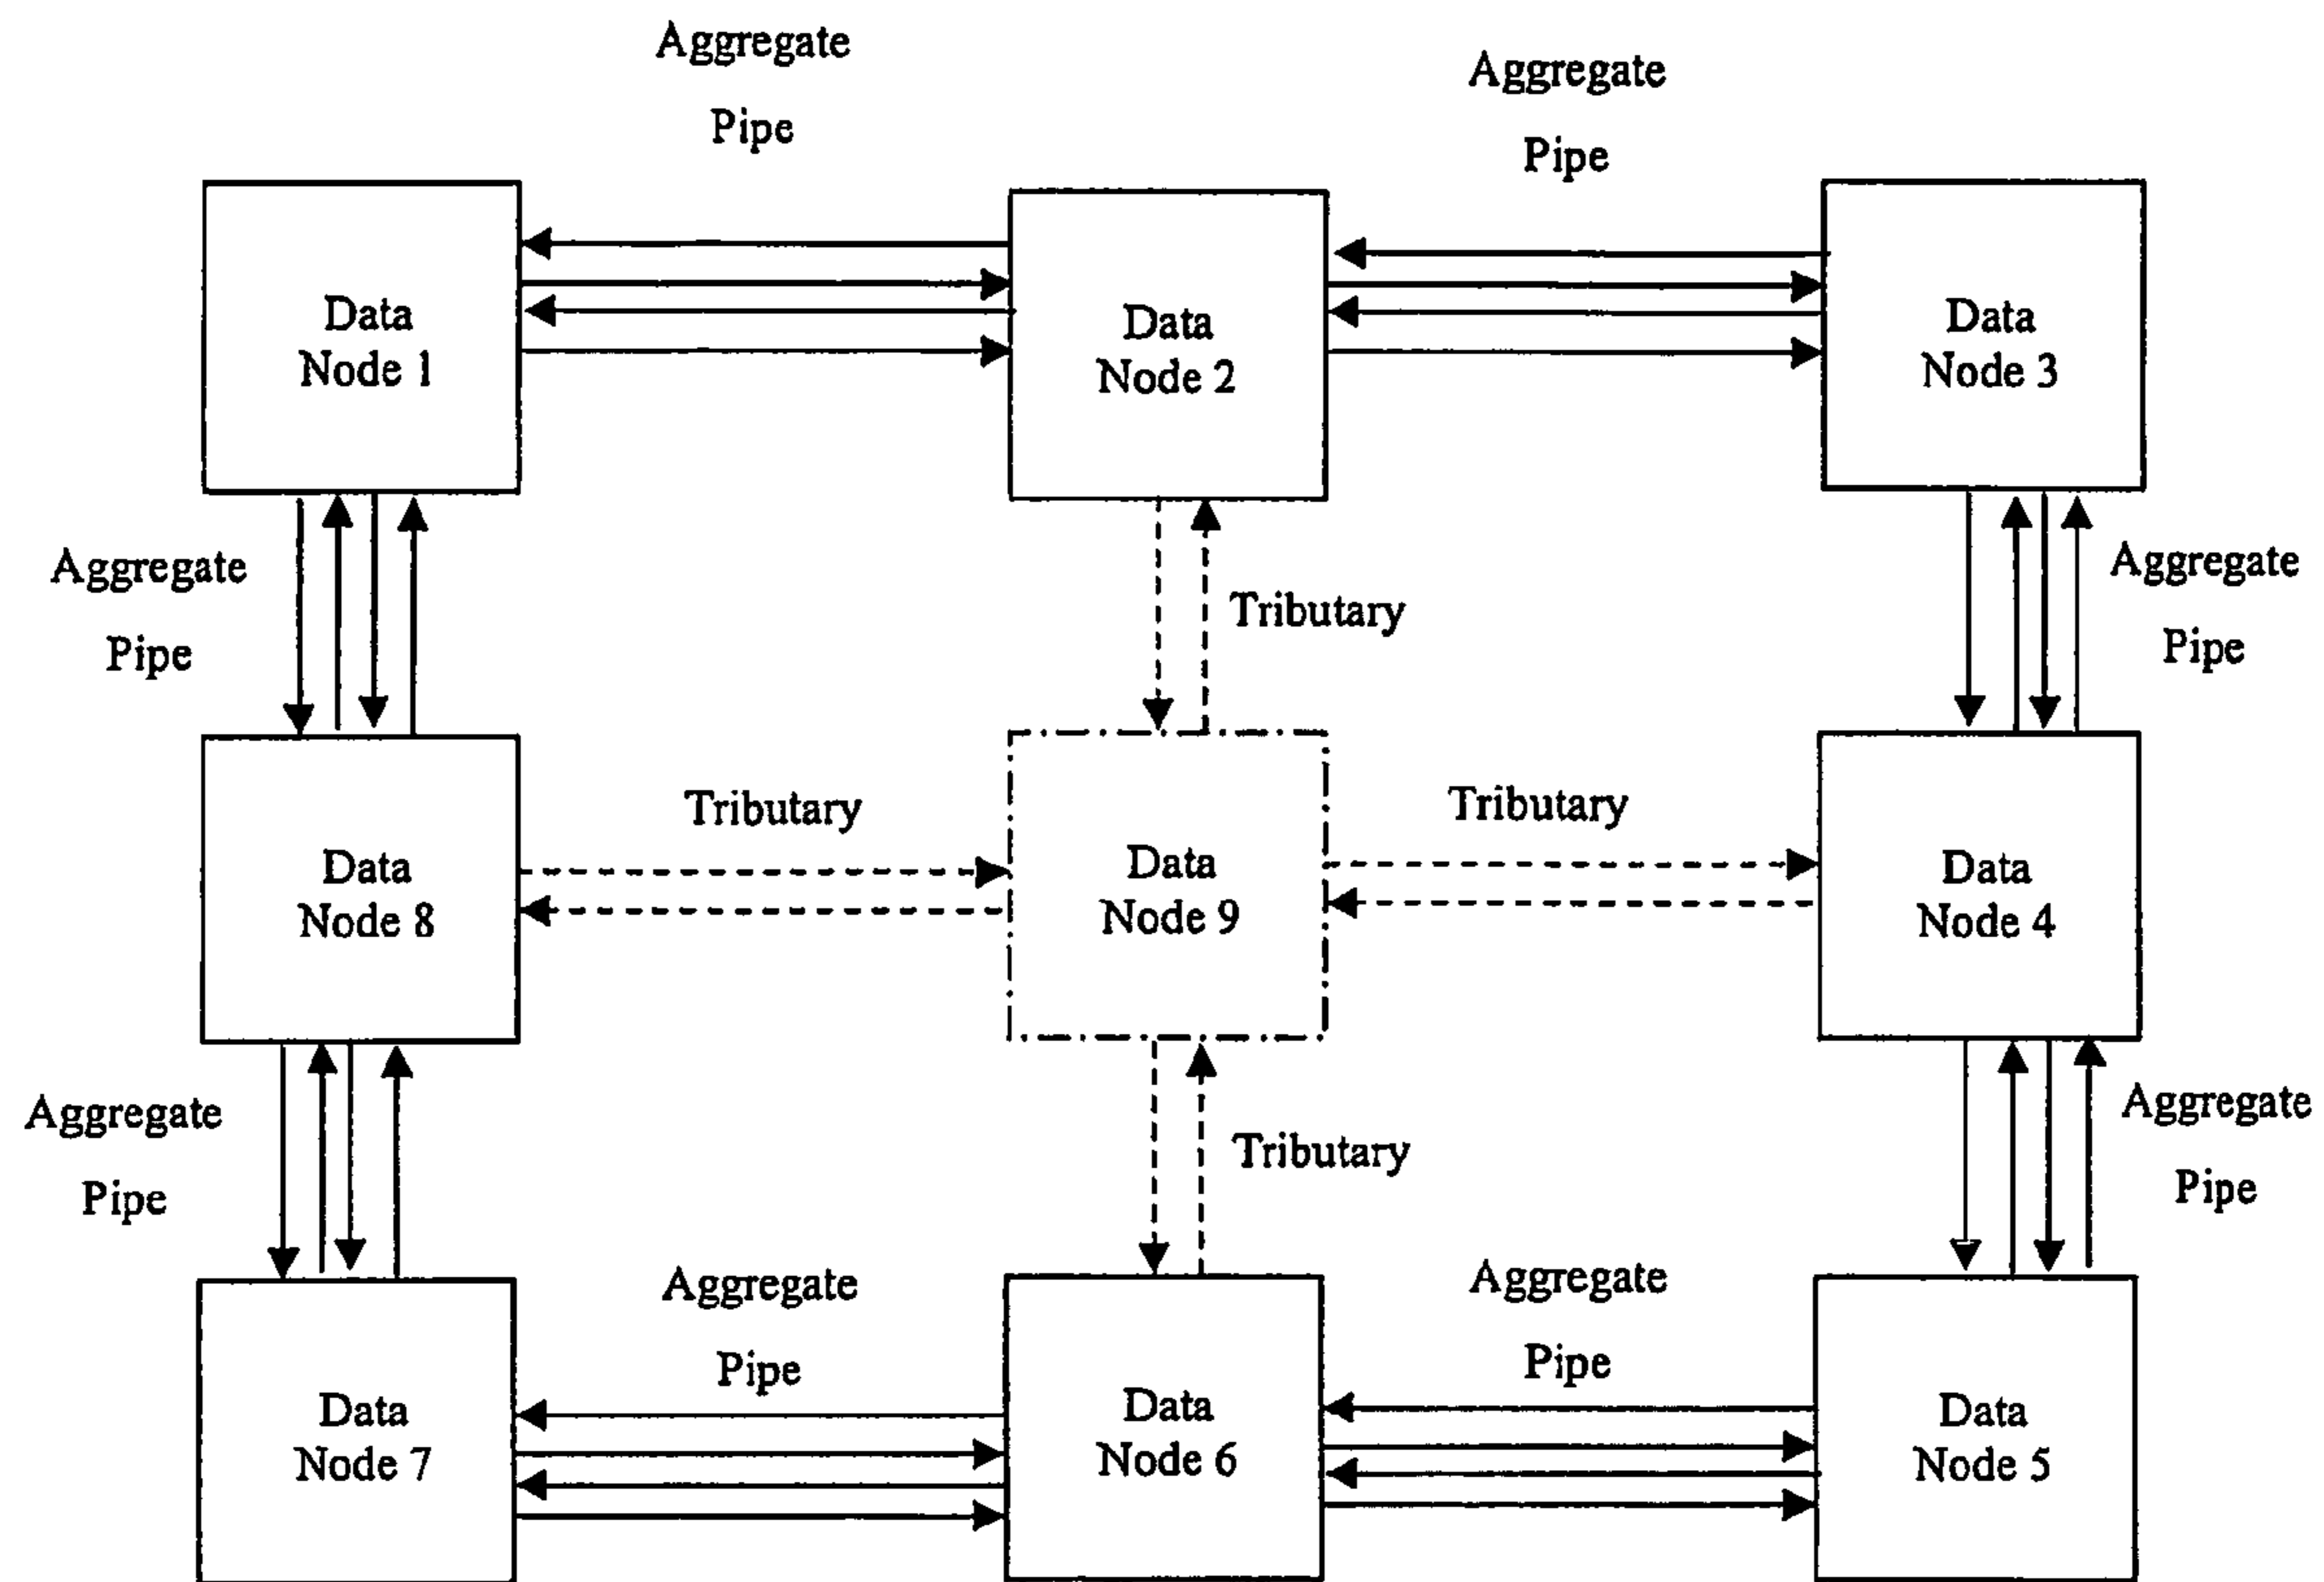 Aggregate
Pipe
Aggregate
Pipe
Data
Node 1
Data
Node 2
Data
Node 3
Aggregate
Pipe
Tributary
Aggregate
Pipe
Tributary
Tributary
Data
Node 8
Data
Node 9
Data
Node 4
Aggregate
Pipe
Tributary
Aggregate
Pipe
Aggregate
Pipe
Aggregate
Pipe
Data
Node 7
Data
Node 6
Data
Node 5